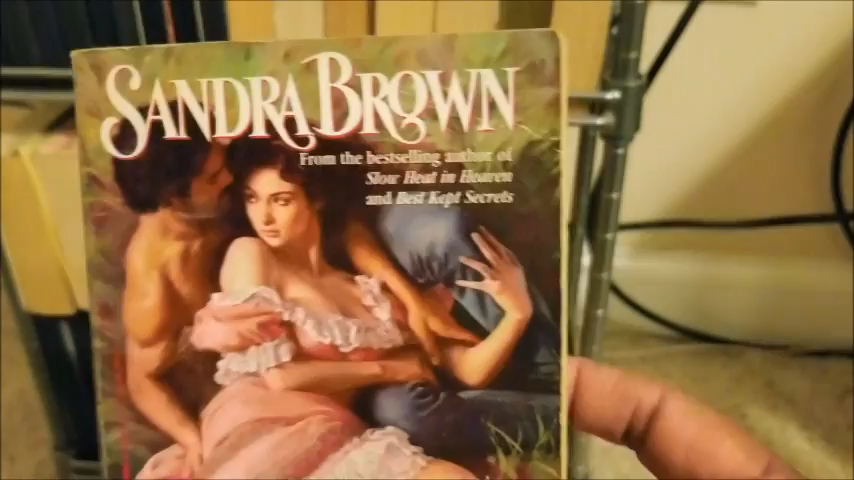 SANDRA BROWN
From the bestselling author of
Slow Heat in Heaven
and Best Kept Secrets